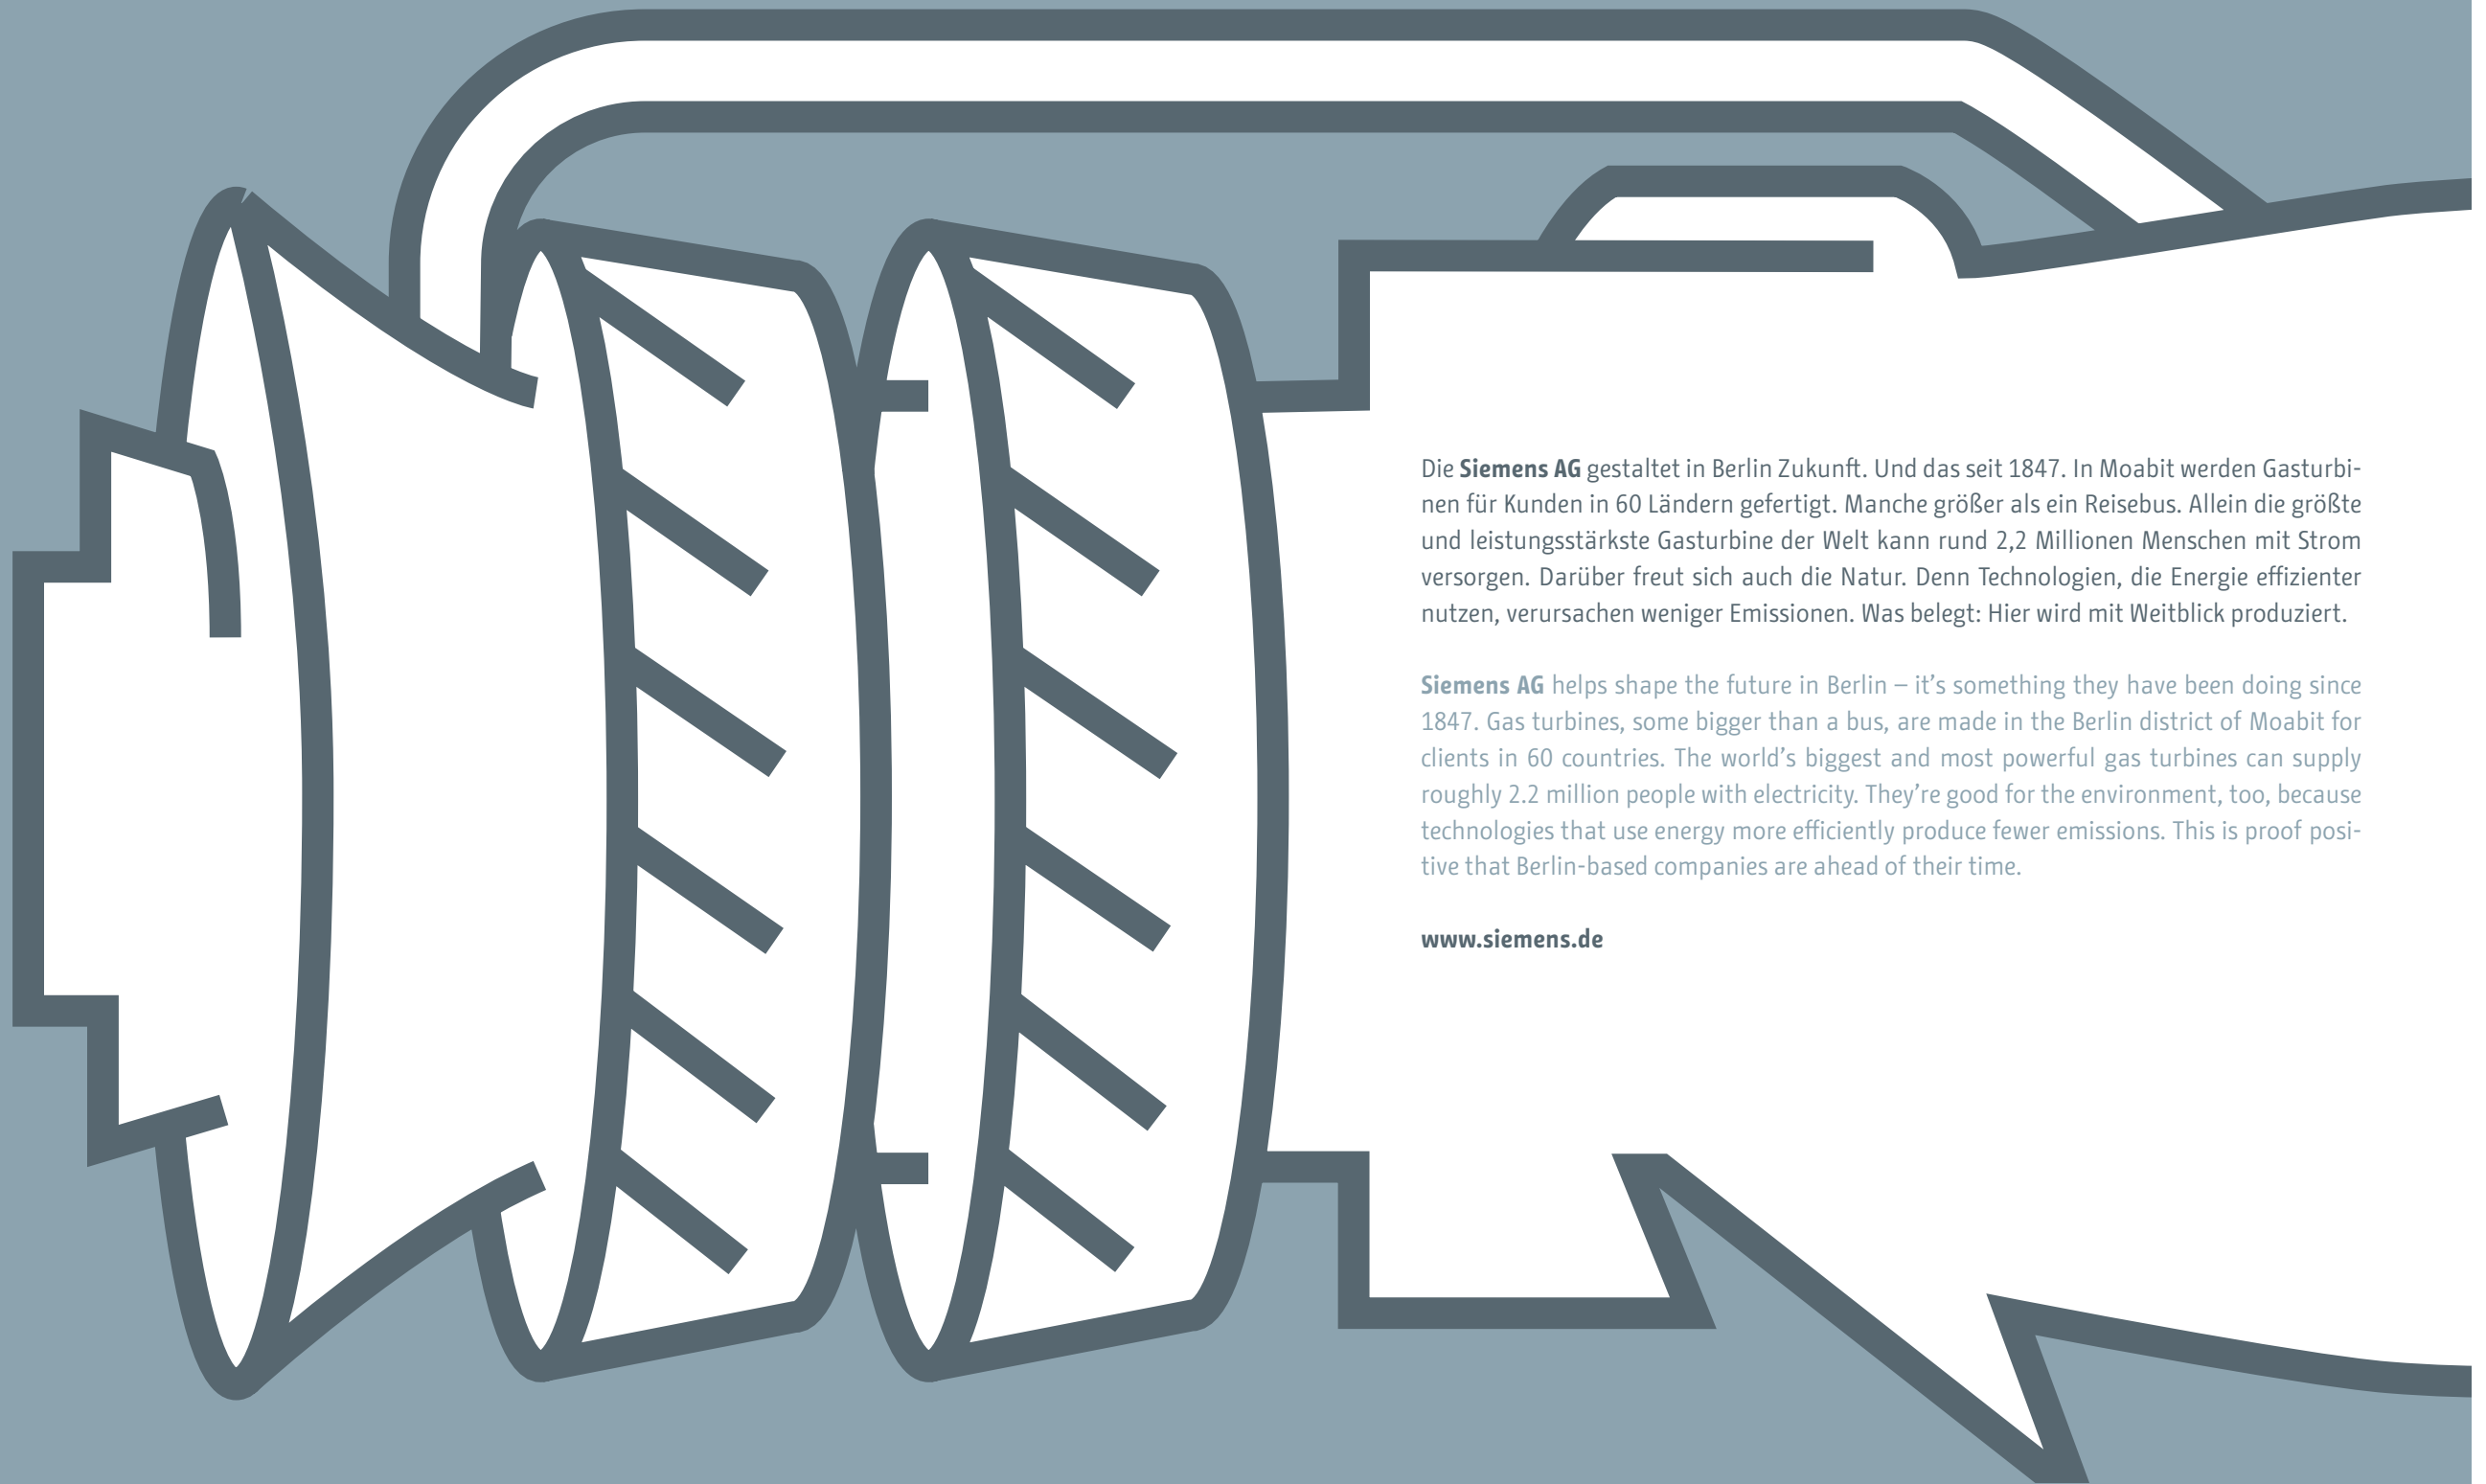 Die Siemens AG gestaltet in Berlin Zukunft. Und das seit 1847. In Moabit werden Gasturbi-
nen für Kunden in 60 Ländern gefertigt. Manche größer als ein Reisebus. Allein die größte
und leistungsstärkste Gasturbine der Welt kann rund 2,2 Millionen Menschen mit Strom
versorgen. Darüber freut sich auch die Natur. Denn Technologien, die Energie effizienter
nutzen, verursachen weniger Emissionen. Was belegt: Hier wird mit Weitblick produziert.
Siemens AG helps shape the future in Berlin – it’s something they have been doing since
1847. Gas turbines, some bigger than a bus, are made in the Berlin district of Moabit for
clients in 60 countries. The world’s biggest and most powerful gas turbines can supply
roughly 2.2 million people with electricity. They’re good for the environment, too, because
technologies that use energy more efficiently produce fewer emissions. This is proof posi-
tive that Berlin-based companies are ahead of their time.
www.siemens.de